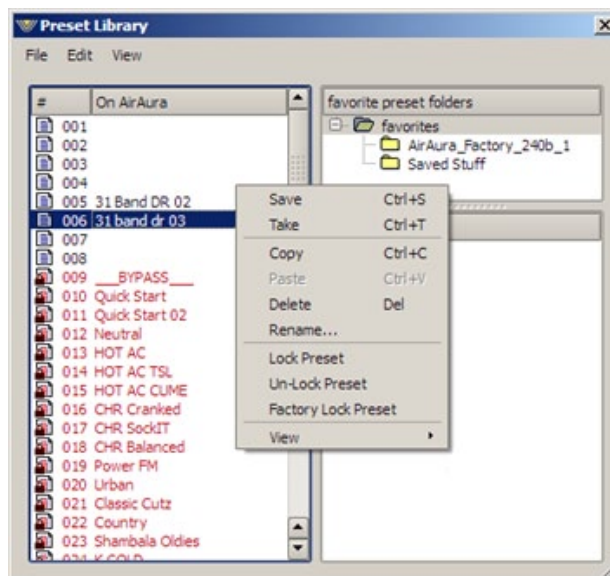 Preset Library
File Edit View
# On AirAura
001
002
003
004
005 31 Band DR 02
006 31 band dr 03
007
008
009 ___BYPASS___
010 Quick Start
011 Quick Start 02
012 Neutral
013 HOT AC
014 HOT AC TSL
015 HOT AC CUME
016 CHR Cranked
017 CHR SockIT
018 CHR Balanced
019 Power FM
020 Urban
021 Classic Cutz
022 Country
023 Shambala Oldies
024 K GOLD
favorite preset folders
favorites
AirAura_Factory_240b_1
Saved Stuff
Save Ctrl+S
Take Ctrl+T
Copy Ctrl+C
Paste Ctrl+V
Delete Del
Rename...
Lock Preset
Un-Lock Preset
Factory Lock Preset
View